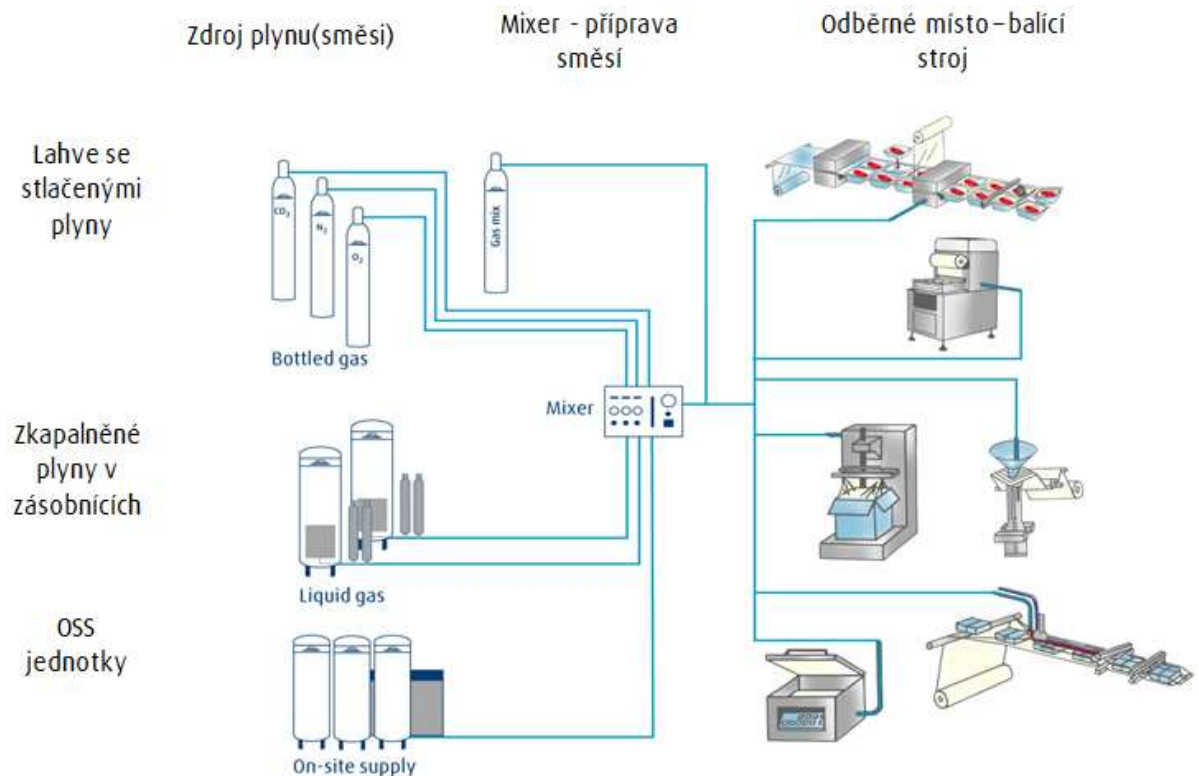 Zdroj plynu(směsi)
Mixer - příprava
směsí
Odběrné místo – balící
stroj
Lahve se
stlačenými
plyny
CO2
N2
O2
Gas mix
Bottled gas
Mixer
Zkapalněné
plyny v
zásobnících
Liquid gas
OSS
jednotky
On-site supply